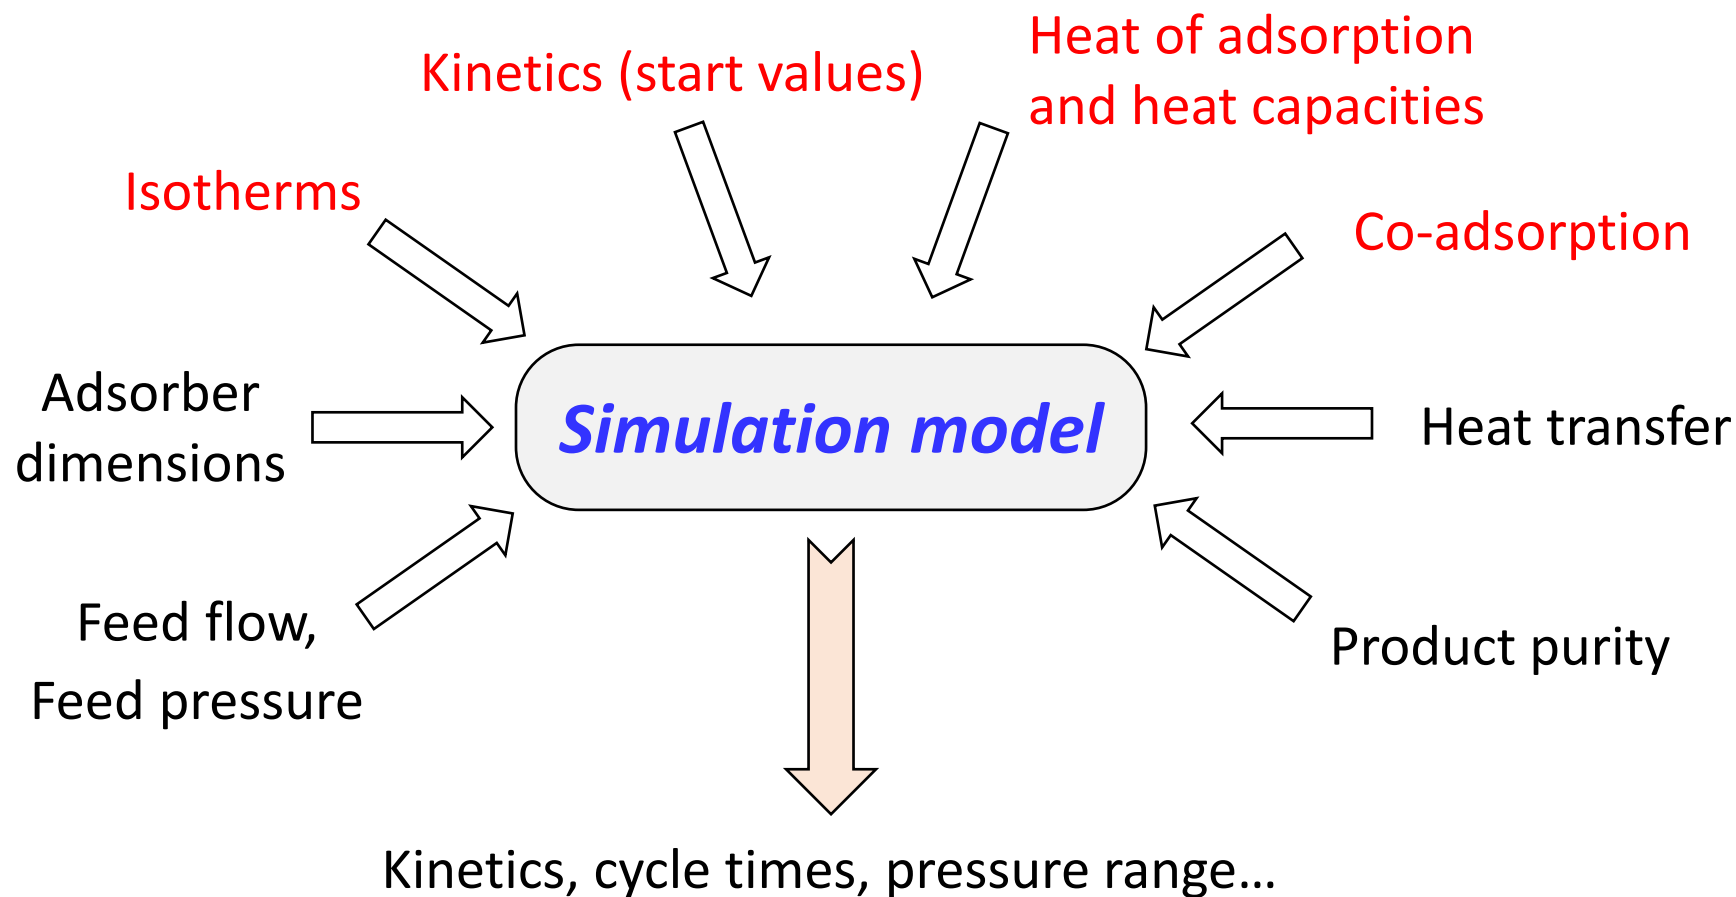 Kinetics (start values)
Heat of adsorption
and heat capacities
Isotherms
Co-adsorption
Adsorber
dimensions
Simulation model
Heat transfer
Feed flow,
Feed pressure
Product purity
Kinetics, cycle times, pressure range...